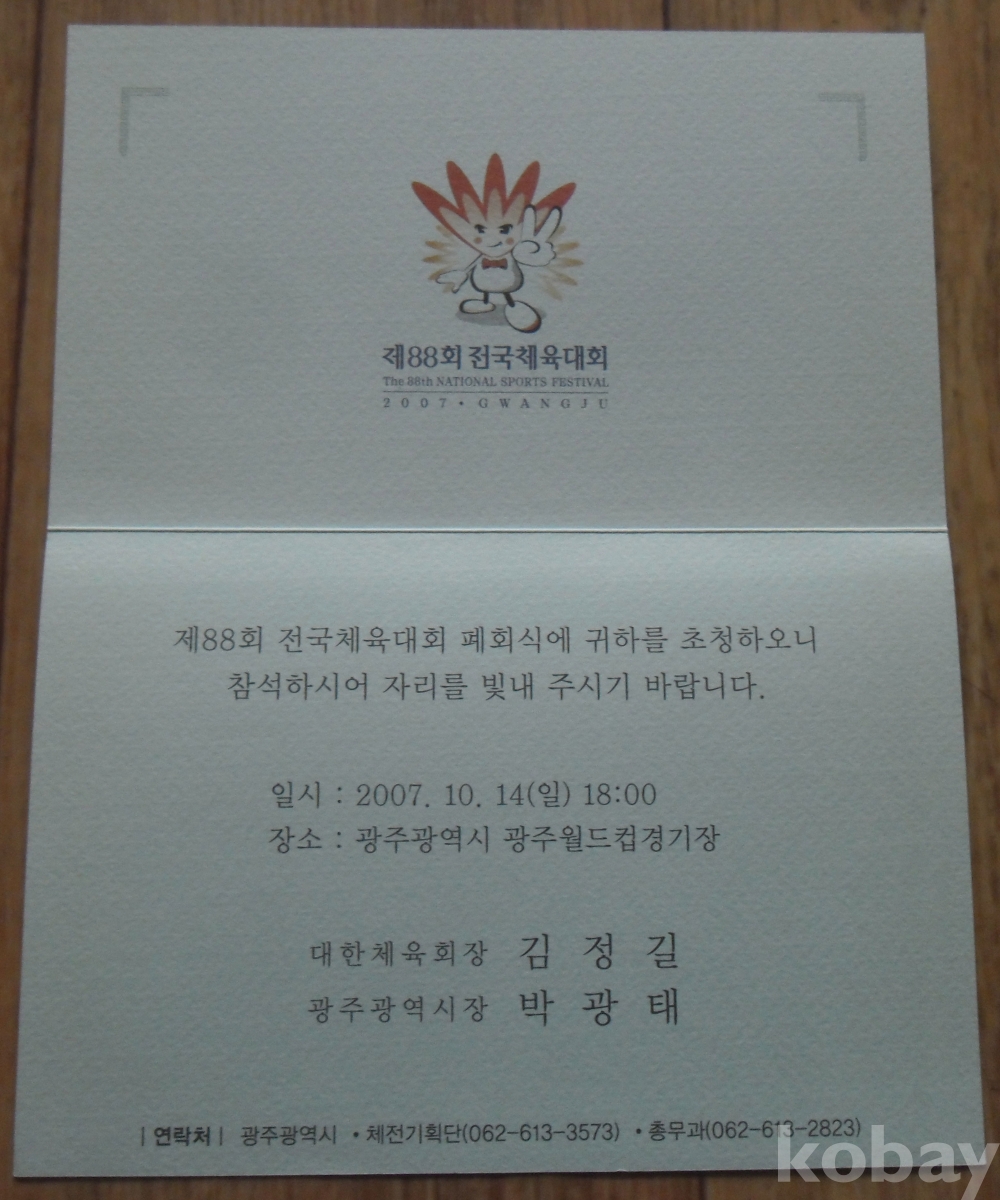 제88회 전국체육대회
The 88th NATIONAL SPORTS FESTIVAL
2007 • GWANGJU
제88회 전국체육대회 폐회식에 귀하를 초청하오니
참석하시어 자리를 빛내 주시기 바랍니다.
일시 : 2007. 10. 14(일) 18:00
장소 : 광주광역시 광주월드컵경기장
대한체육회장 김 정 길
광주광역시장 박 광 태
| 연락처 | 광주광역시 • 체전기획단(062-613-3573) • 총무과(062-613-2823)
kobay